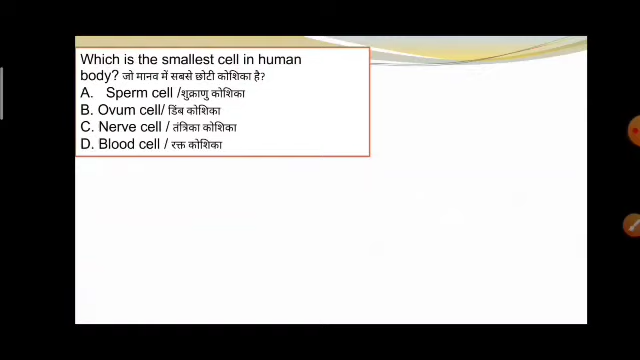 Which is the smallest cell in human
body? जो मानव में सबसे छोटी कोशिका है?
A. Sperm cell /शुक्राणु कोशिका
B. Ovum cell/ डिंब कोशिका
C. Nerve cell / तंत्रिका कोशिका
D. Blood cell / रक्त कोशिका